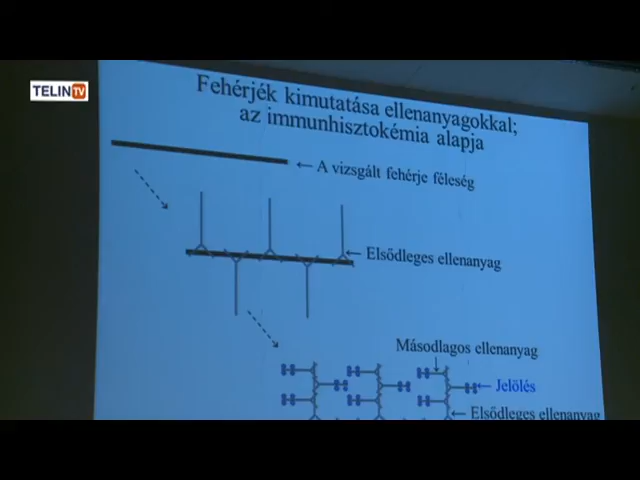 TELIN TV
Fehérjék kimutatása ellenanyagokkal;
az immunhisztokémia alapja
← A vizsgált fehérje féleség
← Elsődleges ellenanyag
Másodlagos ellenanyag
← Jelölés
← Elsődleges ellenanyag